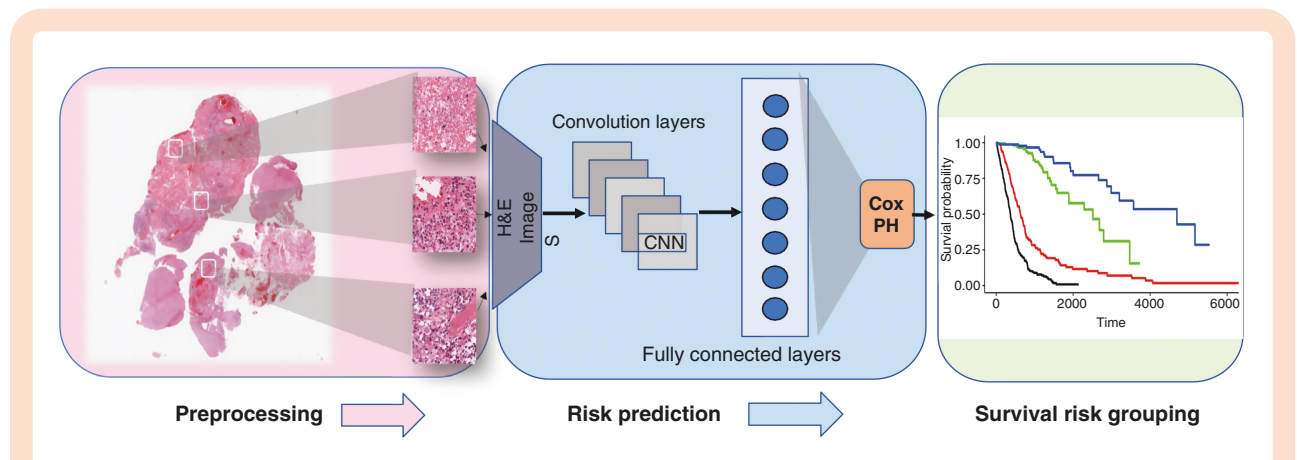 H&E
Image
S
Convolution layers
CNN
Fully connected layers
Cox
PH
Survial probability
1.00
0.75
0.50
0.25
0.00
0
2000
4000
6000
Time
Preprocessing
Risk prediction
Survival risk grouping